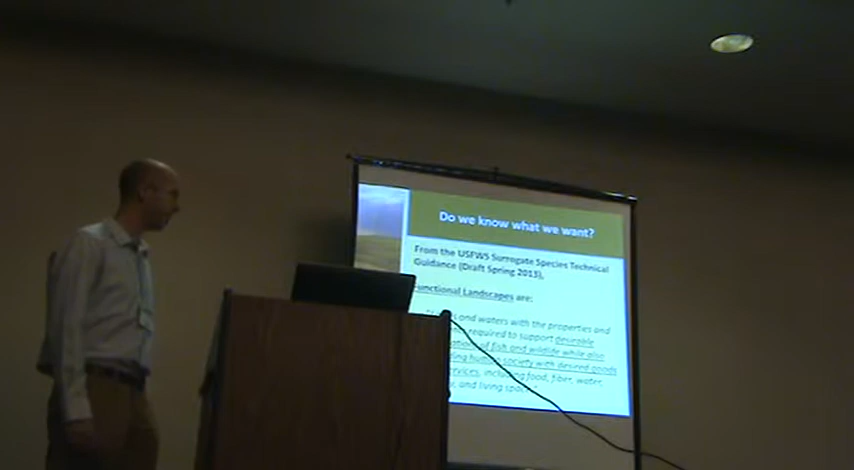 Do we know what we want?
From the USFWS Surrogate Species Technical
Guidance (Draft Spring 2013),
Functional Landscapes are:
and waters with the properties and
required to support desirable
of fish and wildlife while also
human society with desired goods
including food, fiber, water,
and living space."